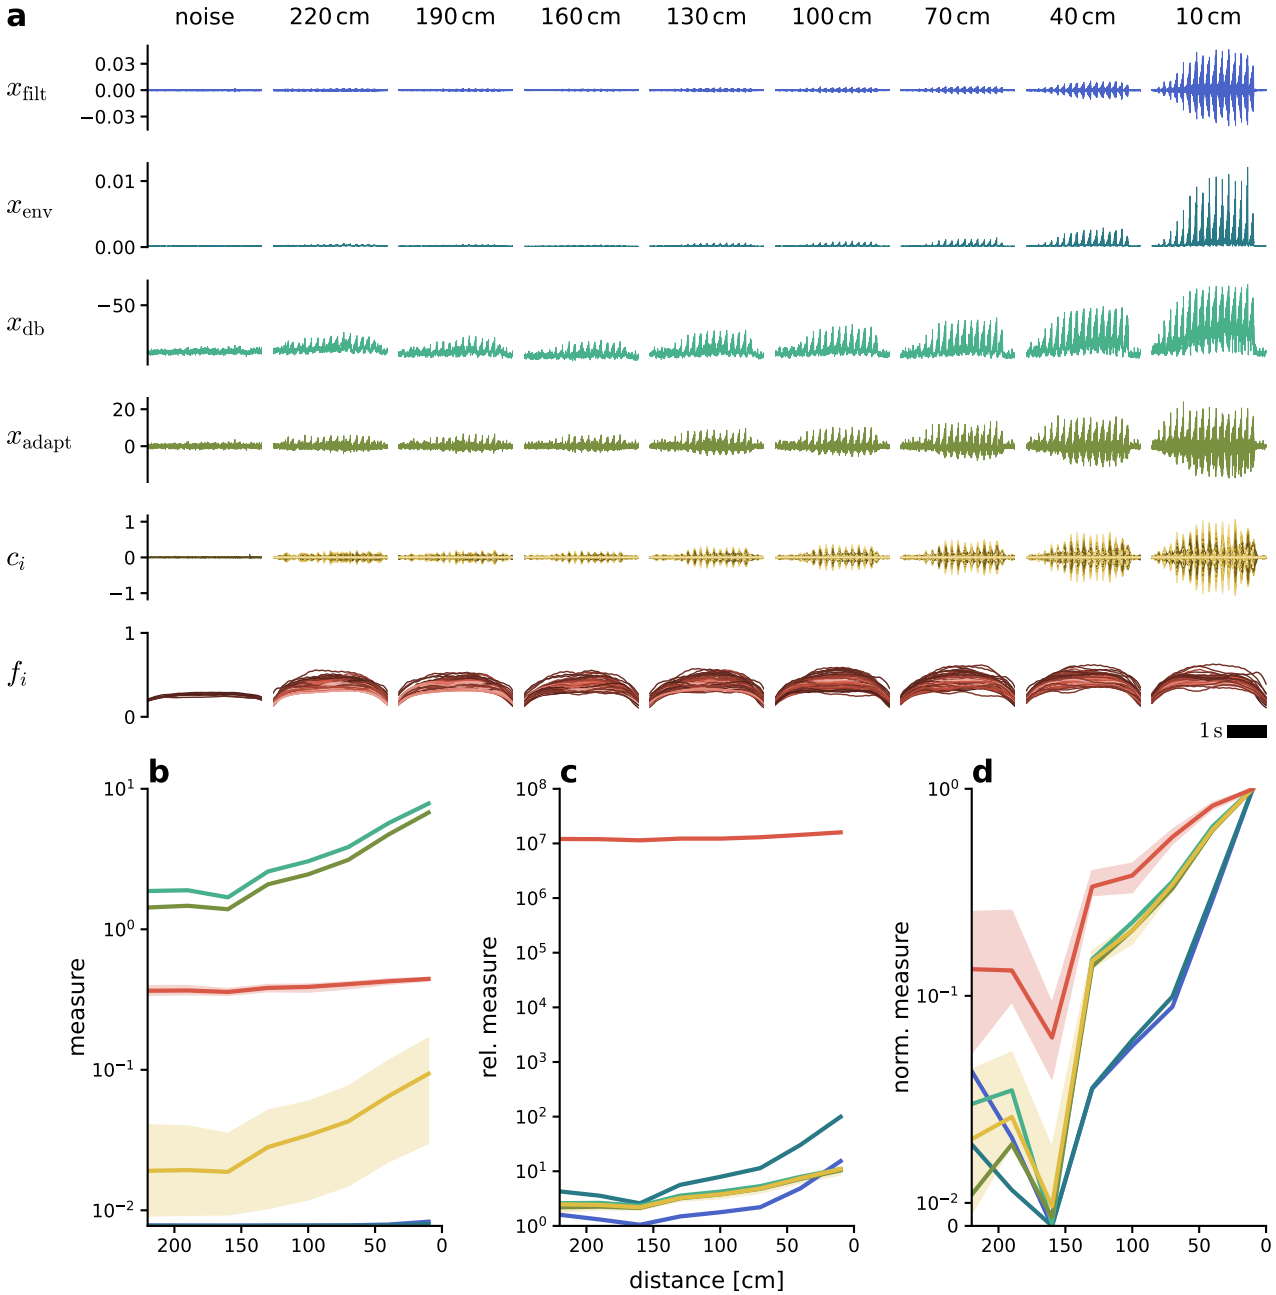 a noise 220 cm 190 cm 160 cm 130 cm 100 cm 70 cm 40 cm 10 cm
x_filt 0.03 0.00 −0.03
x_env 0.01 0.00
x_db −50
x_adapt 20 0
c_i 1 0 −1
f_i 1 0
1 s
b c d
measure
10^1 10^0 10^−1 10^−2
200 150 100 50 0
rel. measure
10^8 10^7 10^6 10^5 10^4 10^3 10^2 10^1 10^0
200 150 100 50 0
norm. measure
10^0 10^−1 10^−2 0
200 150 100 50 0
distance [cm]